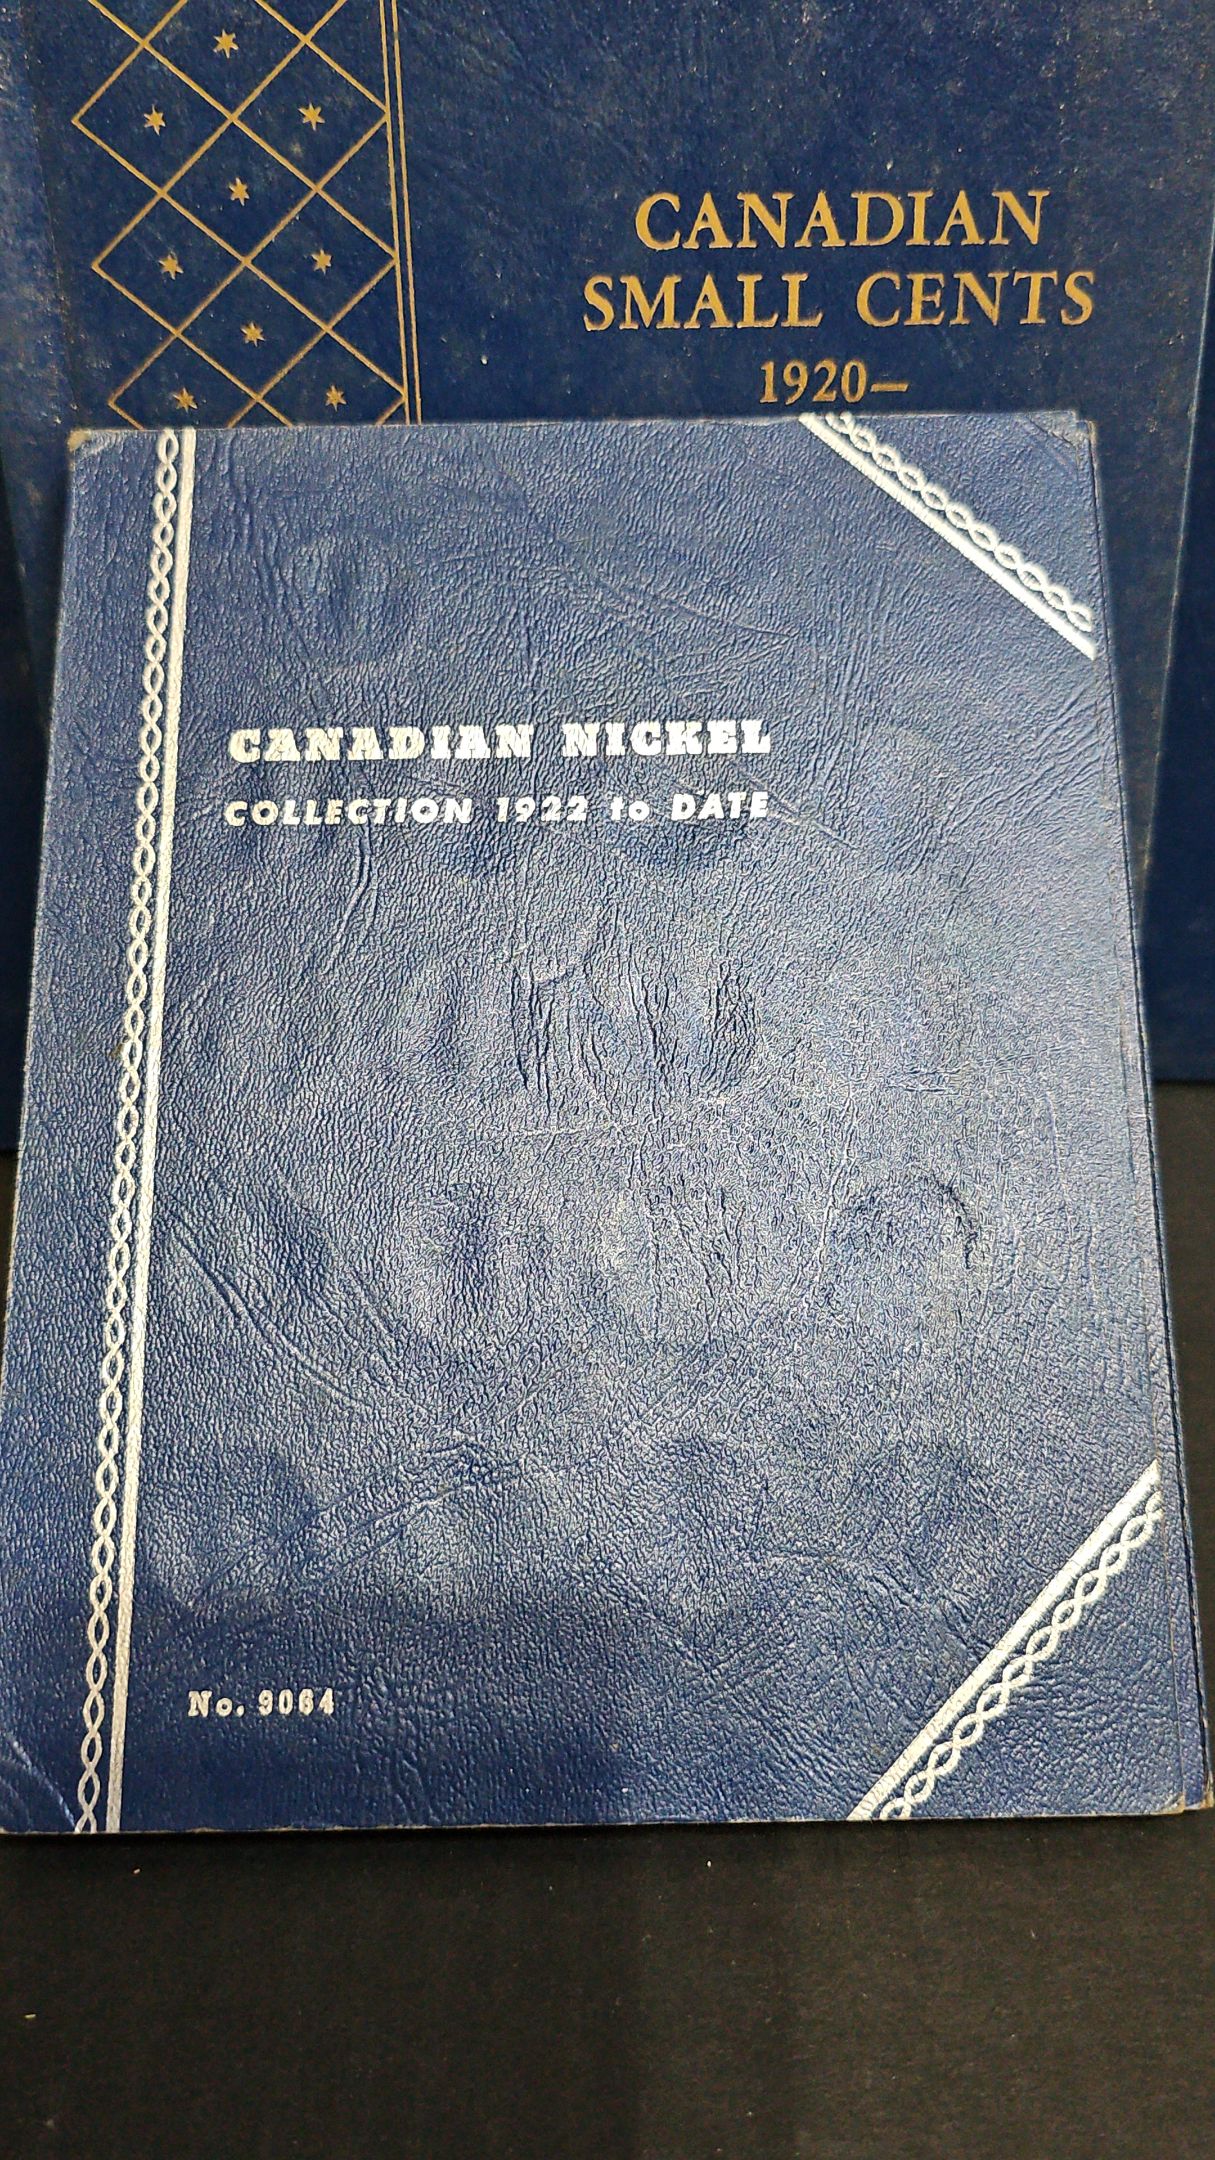 CANADIAN
SMALL CENTS
1920—
CANADIAN NICKEL
COLLECTION 1922 to DATE
No. 9064